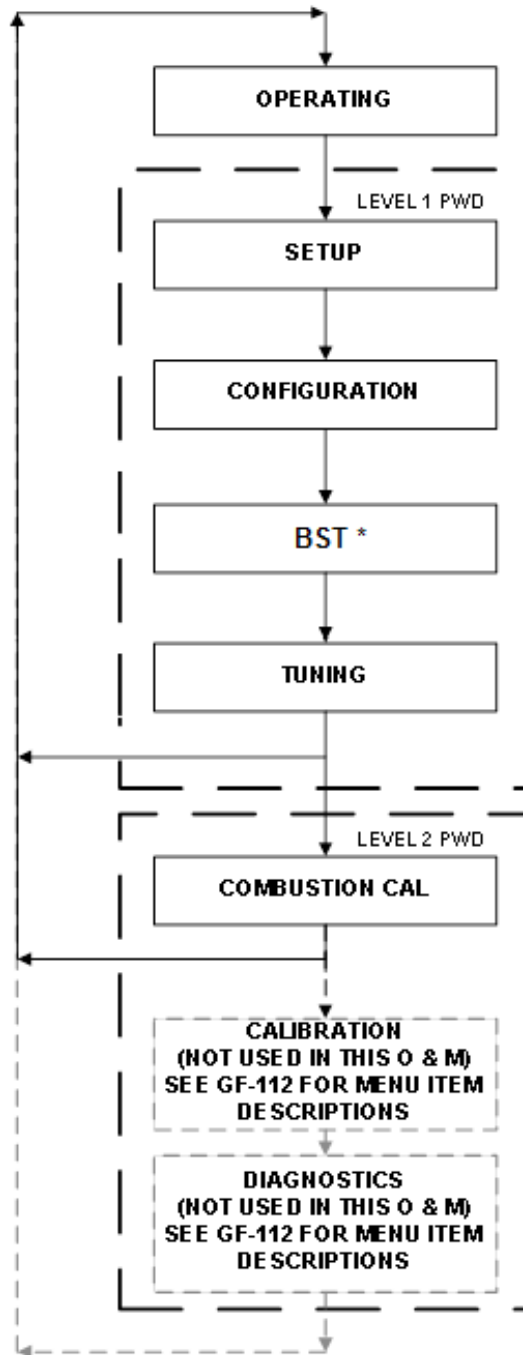 OPERATING
LEVEL 1 PWD
SETUP
CONFIGURATION
BST *
TUNING
LEVEL 2 PWD
COMBUSTION CAL
CALIBRATION
(NOT USED IN THIS O & M)
SEE GF-112 FOR MENU ITEM
DESCRIPTIONS
DIAGNOSTICS
(NOT USED IN THIS O & M)
SEE GF-112 FOR MENU ITEM
DESCRIPTIONS